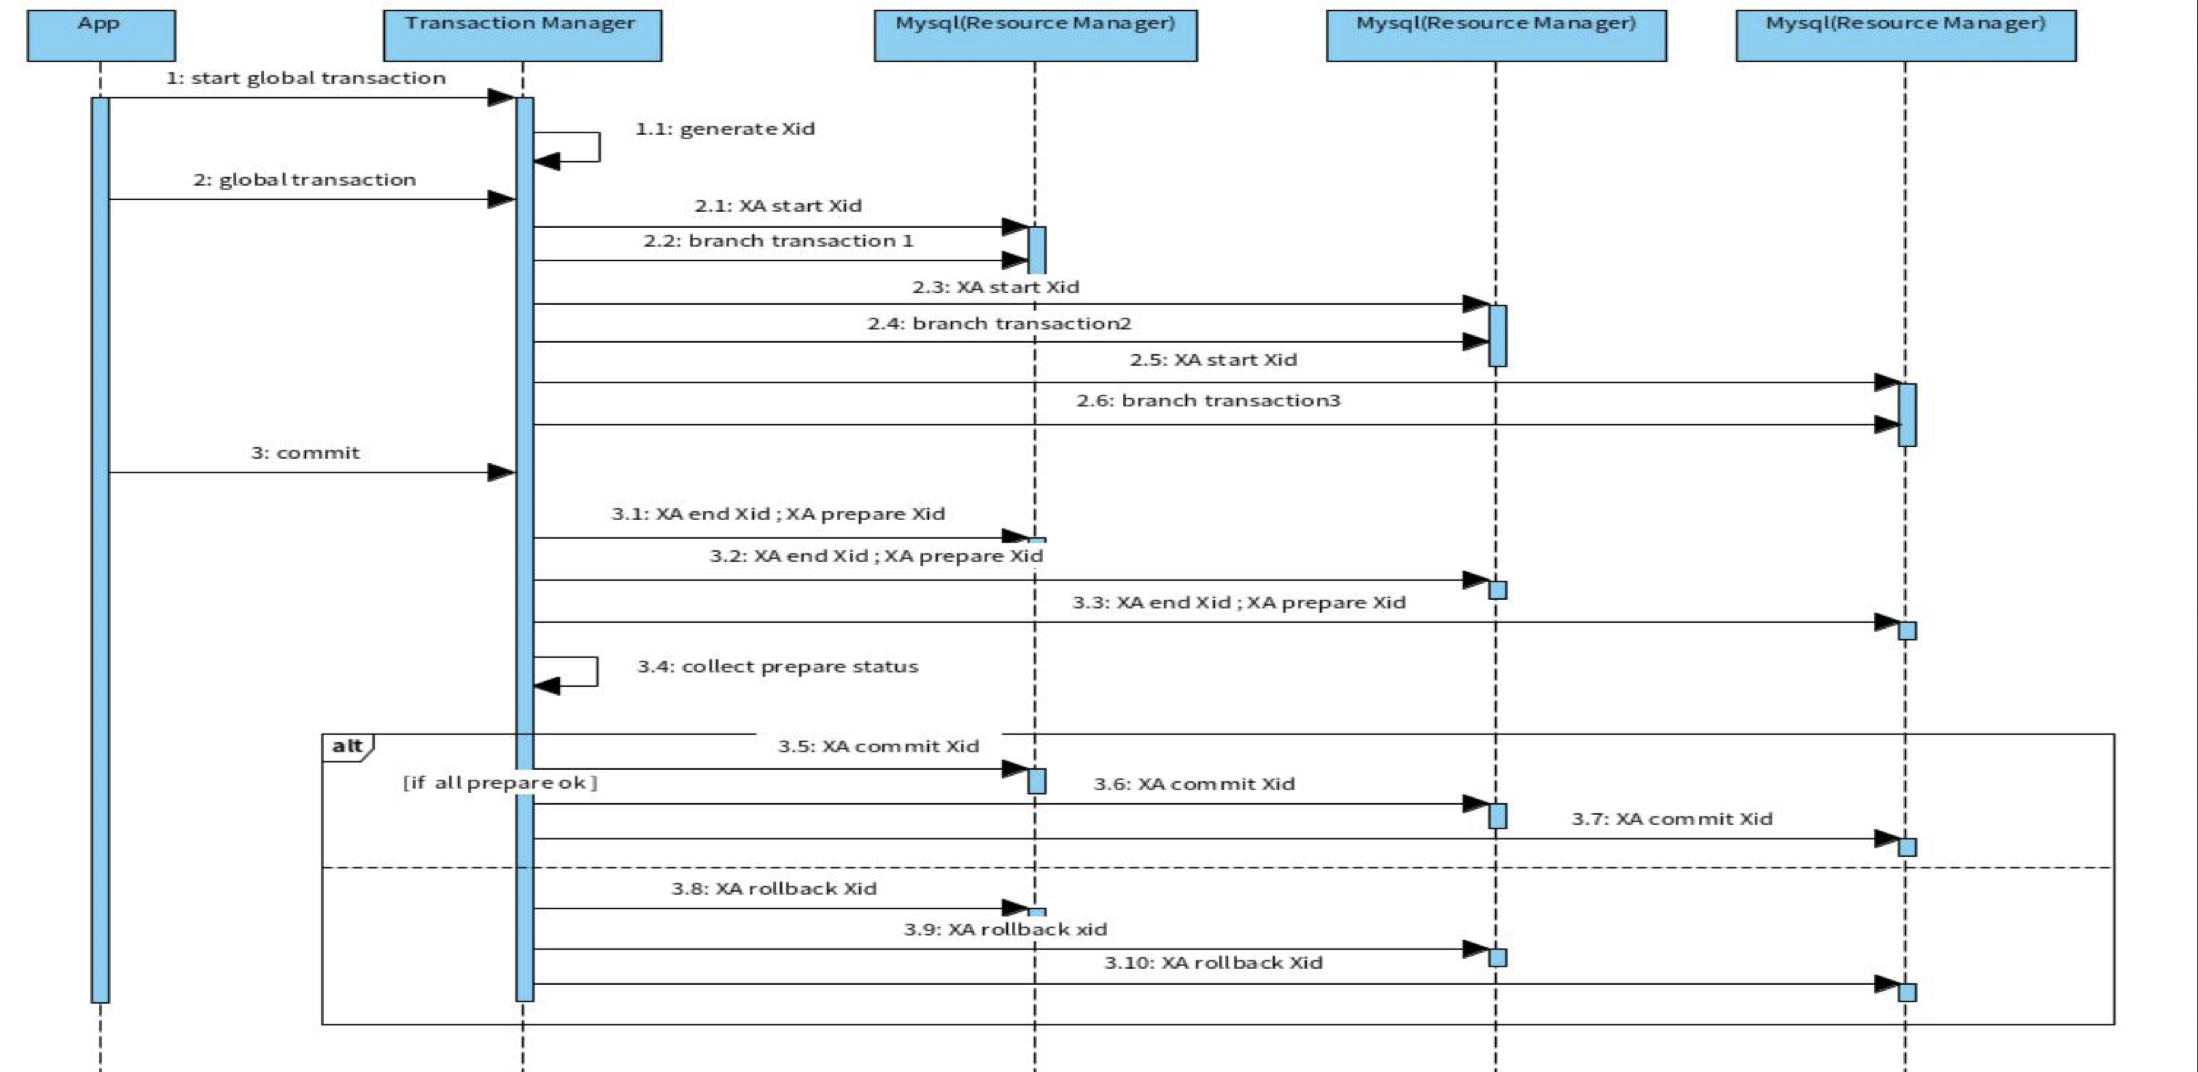 App
Transaction Manager
Mysql(Resource Manager)
Mysql(Resource Manager)
Mysql(Resource Manager)
1: start global transaction
1.1: generate Xid
2: global transaction
2.1: XA start Xid
2.2: branch transaction 1
2.3: XA start Xid
2.4: branch transaction2
2.5: XA start Xid
2.6: branch transaction3
3: commit
3.1: XA end Xid ; XA prepare Xid
3.2: XA end Xid ; XA prepare Xid
3.3: XA end Xid ; XA prepare Xid
3.4: collect prepare status
alt
3.5: XA commit Xid
[if all prepare ok]
3.6: XA commit Xid
3.7: XA commit Xid
3.8: XA rollback Xid
3.9: XA rollback xid
3.10: XA rollback Xid